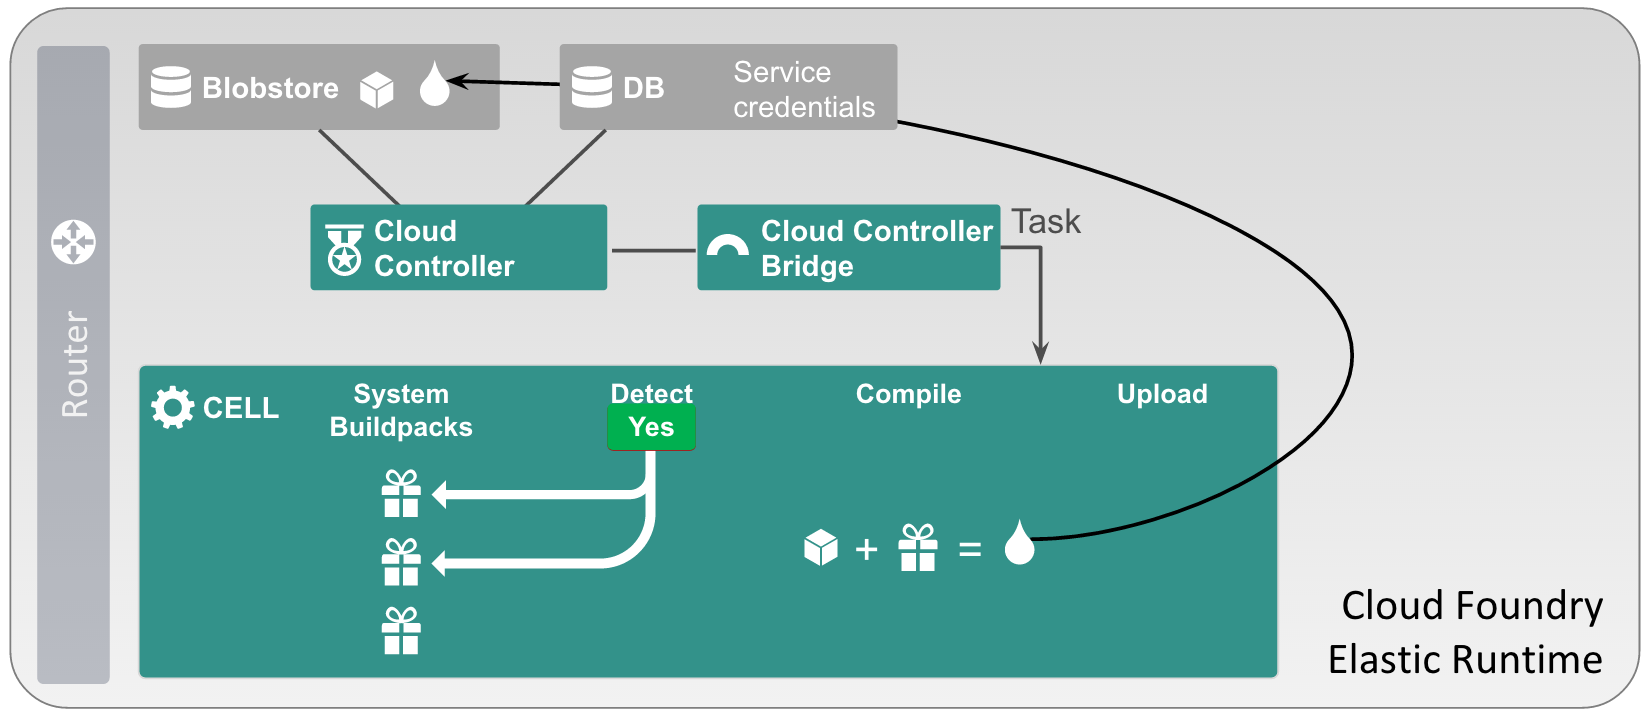 Router
Blobstore
DB
Service
credentials
Cloud
Controller
Cloud Controller
Bridge
Task
CELL
System
Buildpacks
Detect
Yes
Compile
Upload
+ =
Cloud Foundry
Elastic Runtime